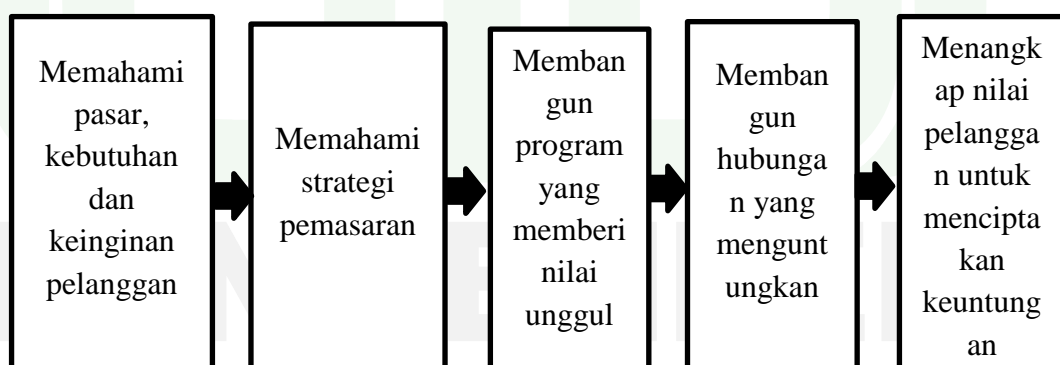 Memahami
pasar,
kebutuhan
dan
keinginan
pelanggan
Memahami
strategi
pemasaran
Memban
gun
program
yang
memberi
nilai
unggul
Memban
gun
hubunga
n yang
mengunt
ungkan
Menangk
ap nilai
pelangga
n untuk
mencipta
kan
keuntung
an